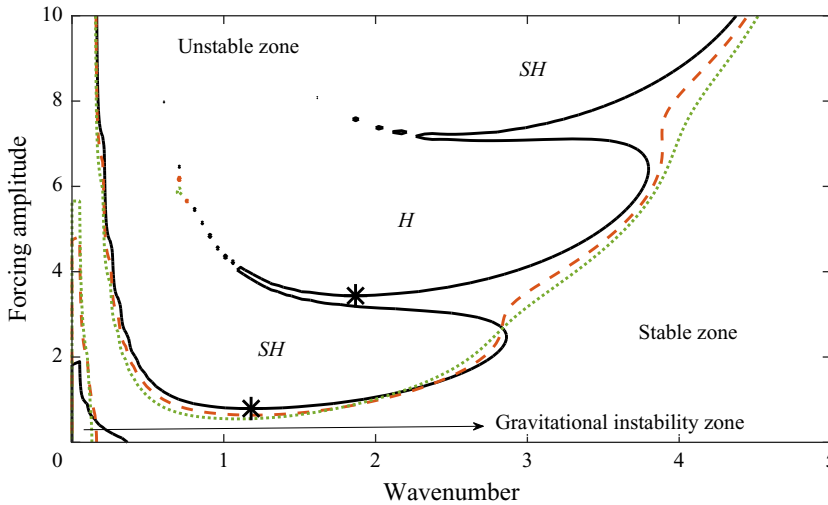 10
8
6
4
2
0
1
2
3
4
5
Forcing amplitude
Wavenumber
Unstable zone
SH
H
SH
Stable zone
Gravitational instability zone